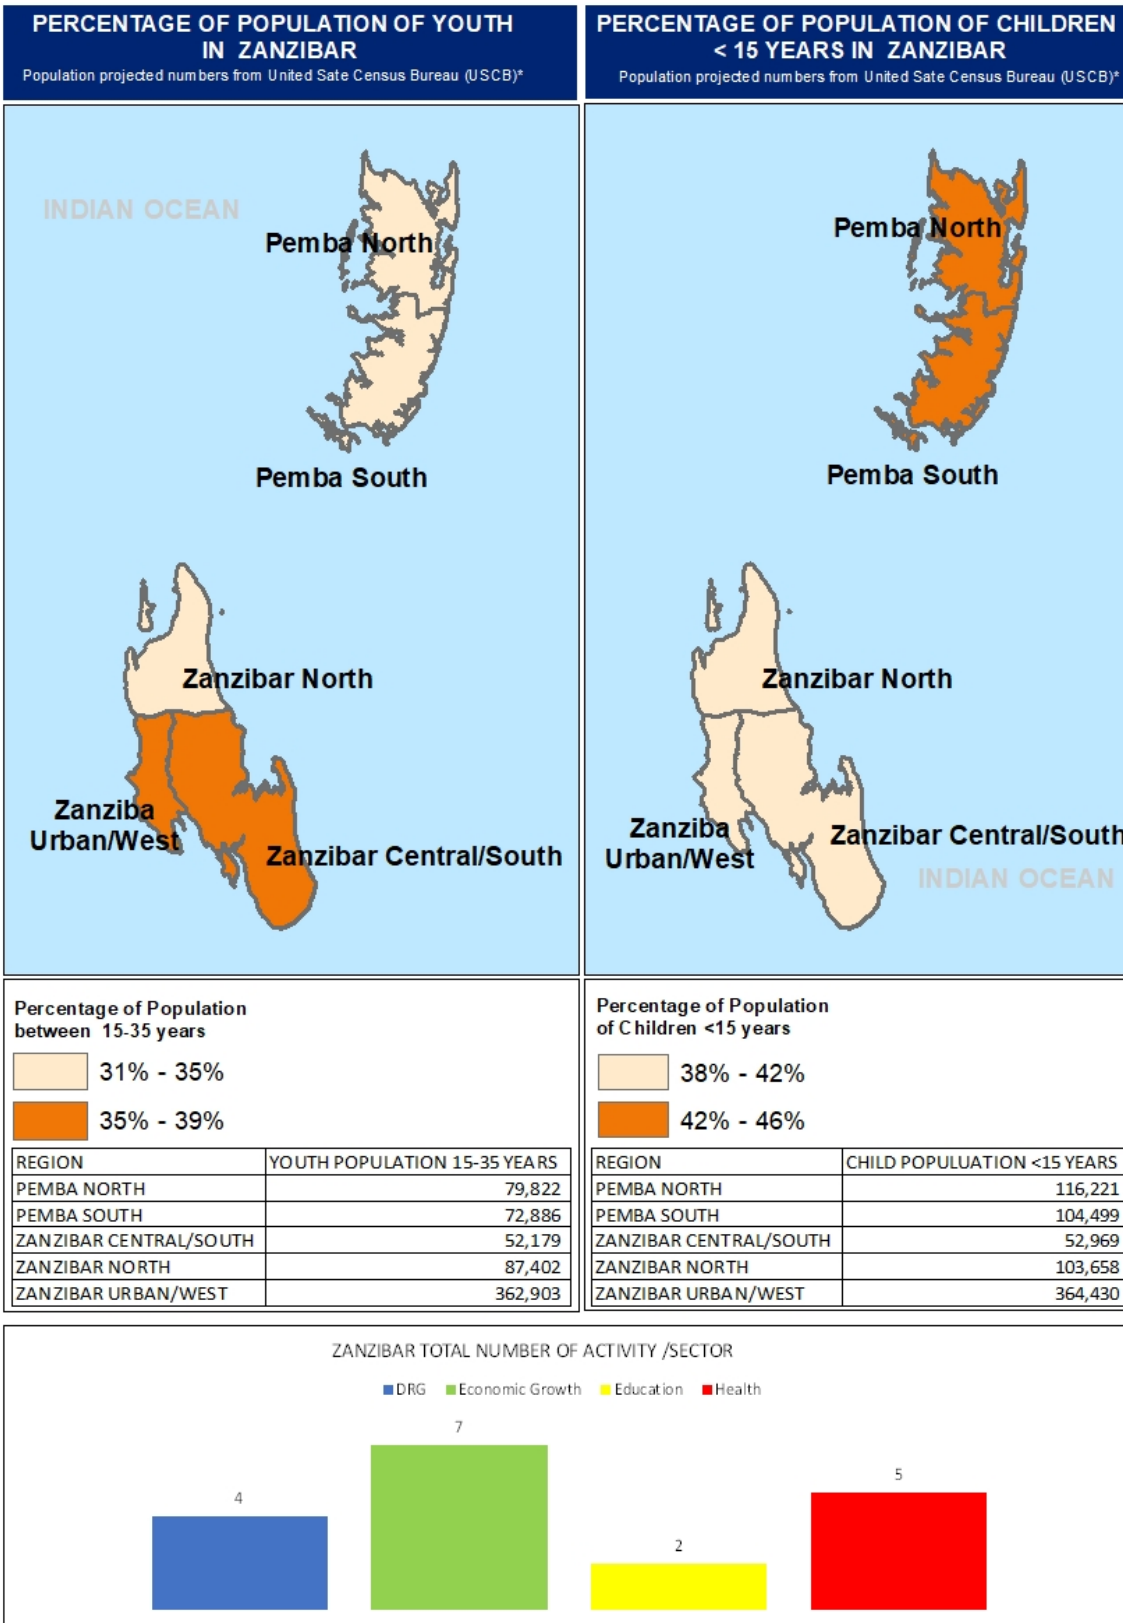 PERCENTAGE OF POPULATION OF YOUTH
IN ZANZIBAR
Population projected numbers from United Sate Census Bureau (USCB)*
INDIAN OCEAN
Pemba North
Pemba South
Zanzibar North
Zanziba
Urban/West
Zanzibar Central/South
Percentage of Population
between 15-35 years
31% - 35%
35% - 39%
REGION YOUTH POPULATION 15-35 YEARS
PEMBA NORTH 79,822
PEMBA SOUTH 72,886
ZANZIBAR CENTRAL/SOUTH 52,179
ZANZIBAR NORTH 87,402
ZANZIBAR URBAN/WEST 362,903
PERCENTAGE OF POPULATION OF CHILDREN
< 15 YEARS IN ZANZIBAR
Population projected numbers from United Sate Census Bureau (USCB)*
Pemba North
Pemba South
Zanzibar North
Zanziba
Urban/West
Zanzibar Central/South
INDIAN OCEAN
Percentage of Population
of Children <15 years
38% - 42%
42% - 46%
REGION CHILD POPULUATION <15 YEARS
PEMBA NORTH 116,221
PEMBA SOUTH 104,499
ZANZIBAR CENTRAL/SOUTH 52,969
ZANZIBAR NORTH 103,658
ZANZIBAR URBAN/WEST 364,430
ZANZIBAR TOTAL NUMBER OF ACTIVITY /SECTOR
DRG Economic Growth Education Health
4
7
2
5